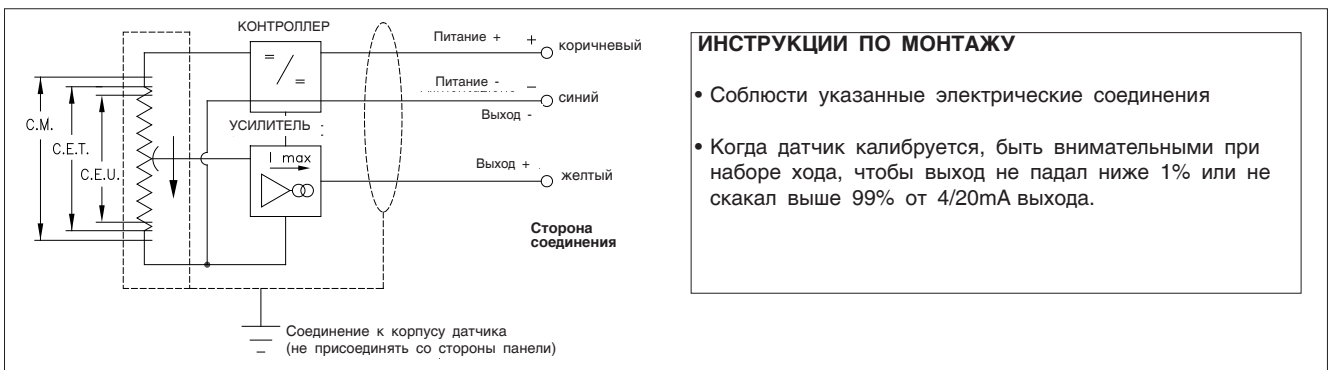 КОНТРОЛЛЕР
Питание +
+
коричневый
=
=
Питание -
−
синий
Выход -
УСИЛИТЕЛЬ
I max
Выход +
желтый
C.M.
C.E.T.
C.E.U.
Сторона
соединения
Соединение к корпусу датчика
(не присоединять со стороны панели)
ИНСТРУКЦИИ ПО МОНТАЖУ
• Соблюсти указанные электрические соединения
• Когда датчик калибруется, быть внимательными при
наборе хода, чтобы выход не падал ниже 1% или не
скакал выше 99% от 4/20mA выхода.